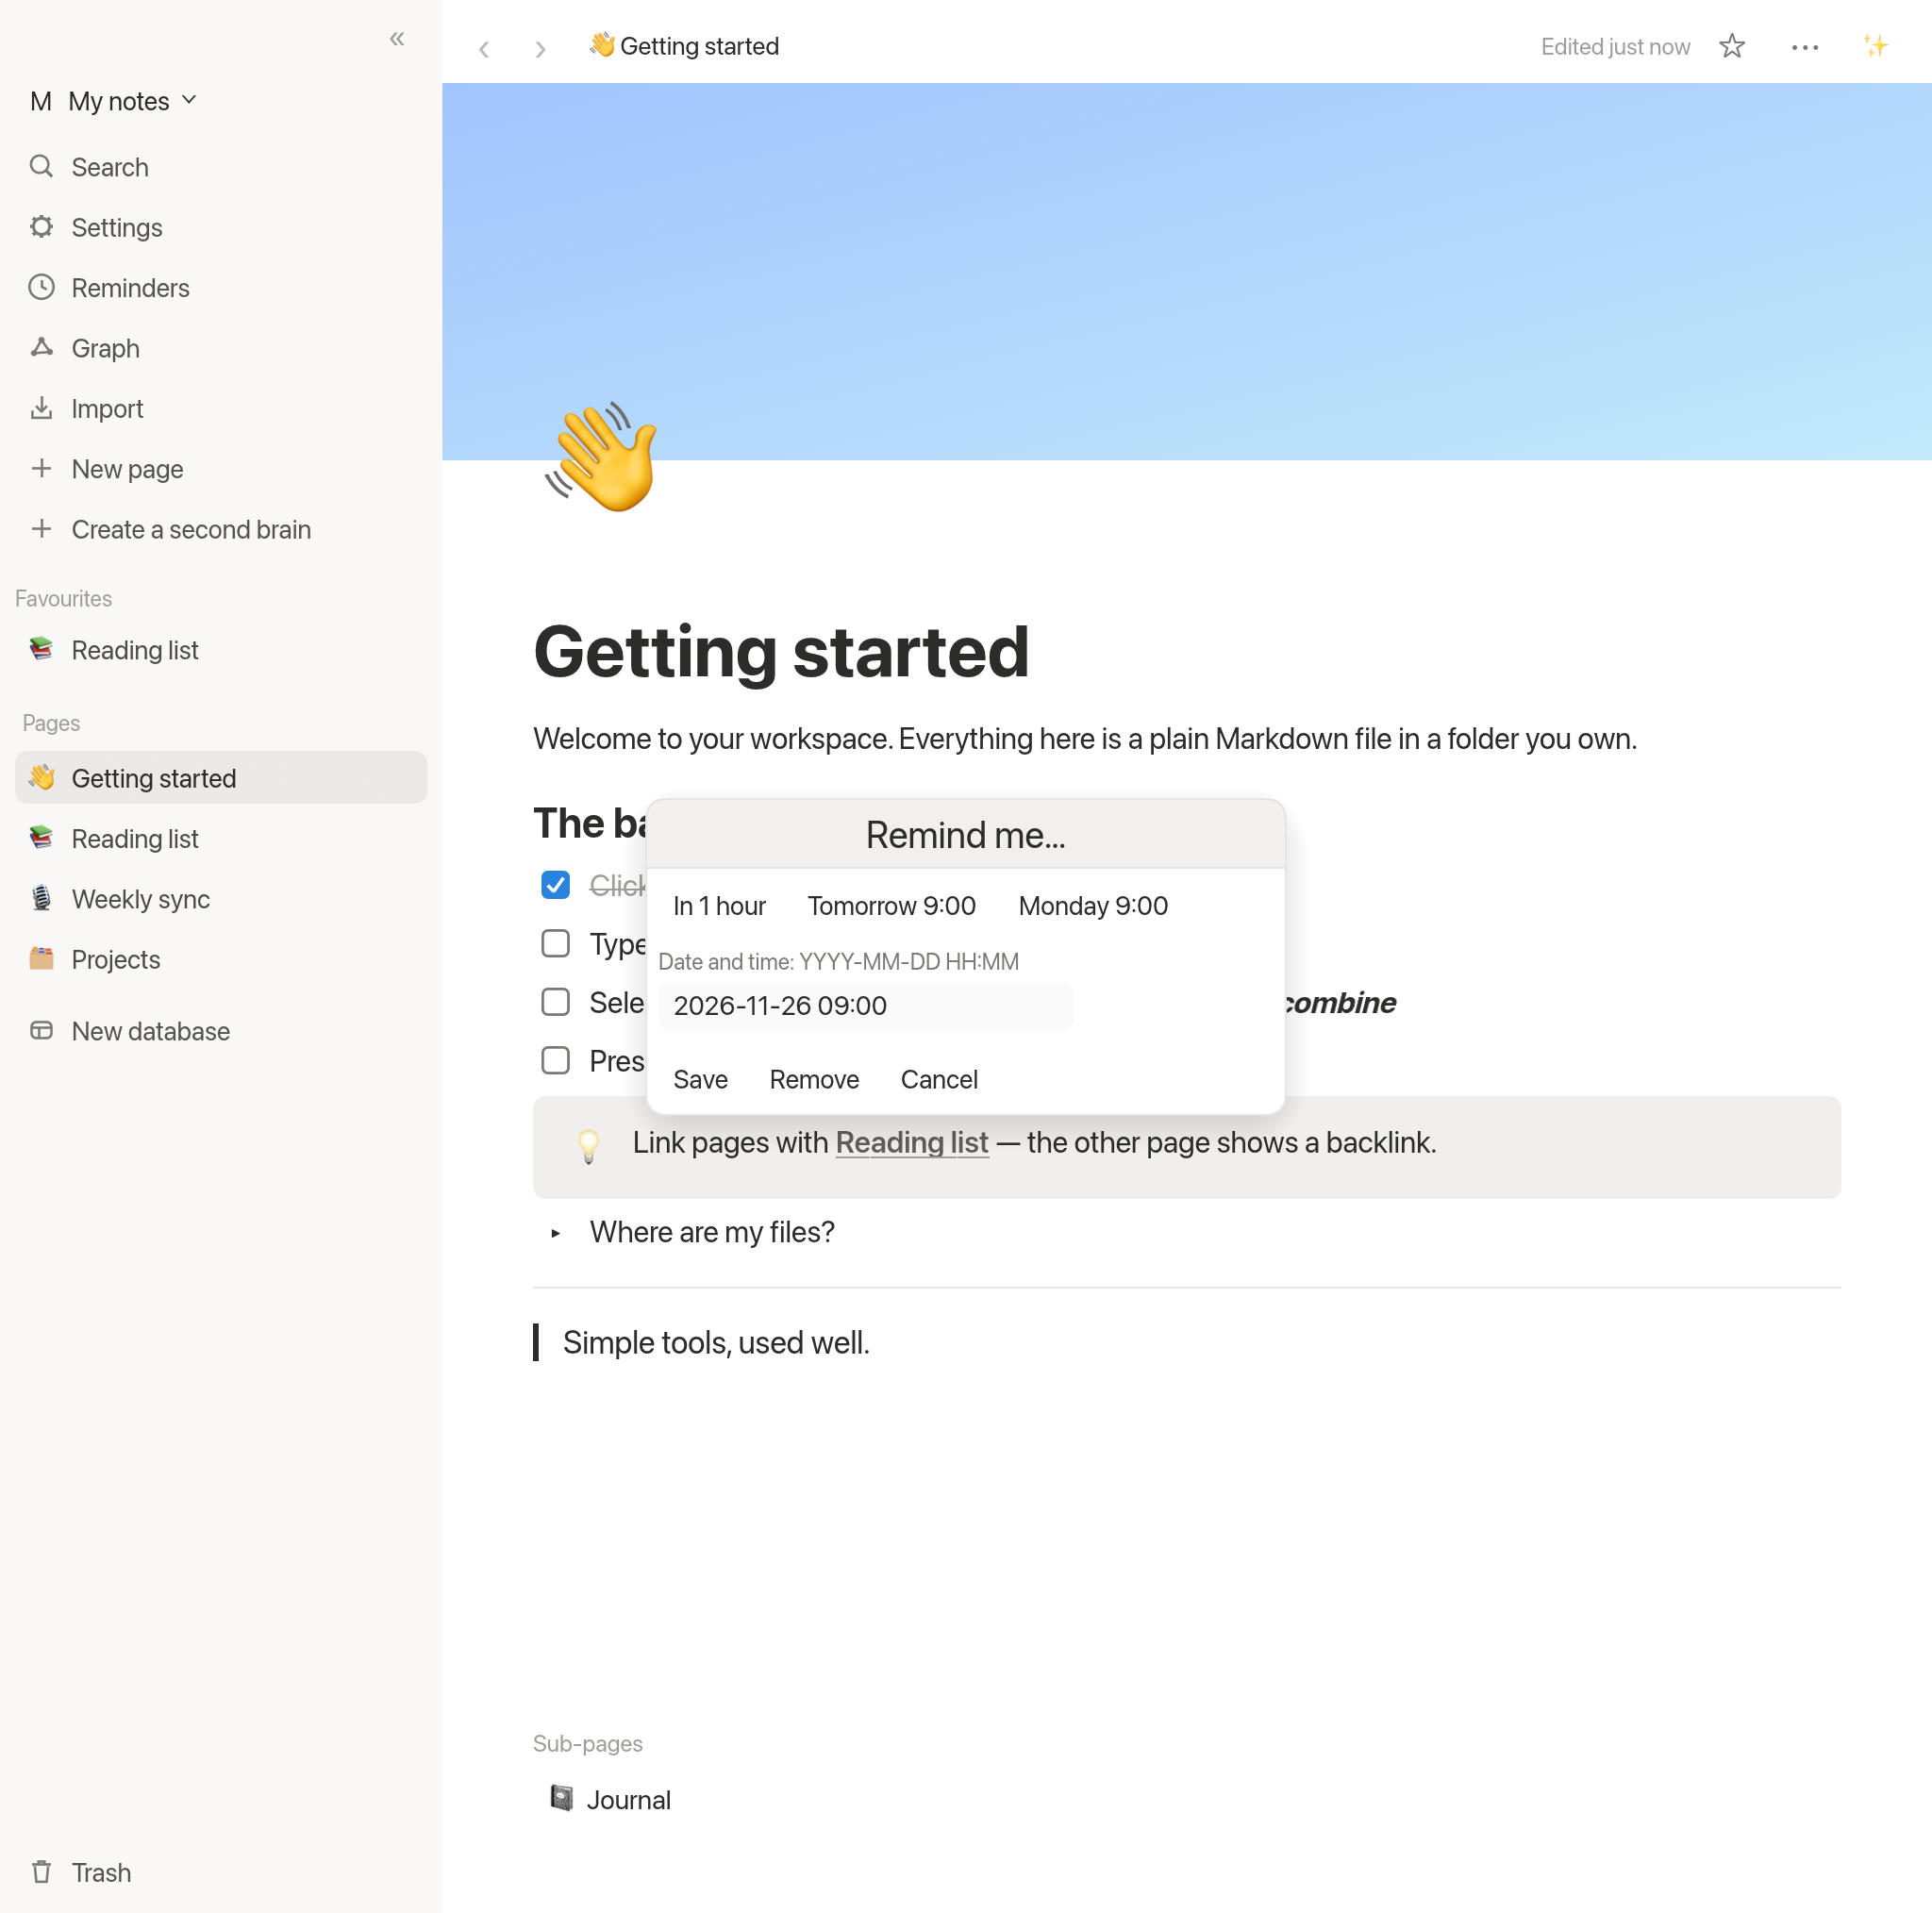 M My notes
Search
Settings
Reminders
Graph
Import
New page
Create a second brain
Favourites
Reading list
Pages
Getting started
Reading list
Weekly sync
Projects
New database
Trash
Getting started
Edited just now
Getting started
Welcome to your workspace. Everything here is a plain Markdown file in a folder you own.
The
Remind me...
In 1 hour Tomorrow 9:00 Monday 9:00
Date and time: YYYY-MM-DD HH:MM
2026-11-26 09:00
Save Remove Cancel
Click
Type
combine
Link pages with Reading list — the other page shows a backlink.
Where are my files?
Simple tools, used well.
Sub-pages
Journal